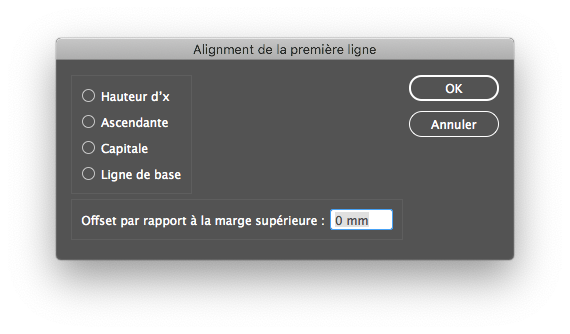 Alignment de la première ligne
Hauteur d'x
Ascendante
Capitale
Ligne de base
OK
Annuler
Offset par rapport à la marge supérieure : 0 mm